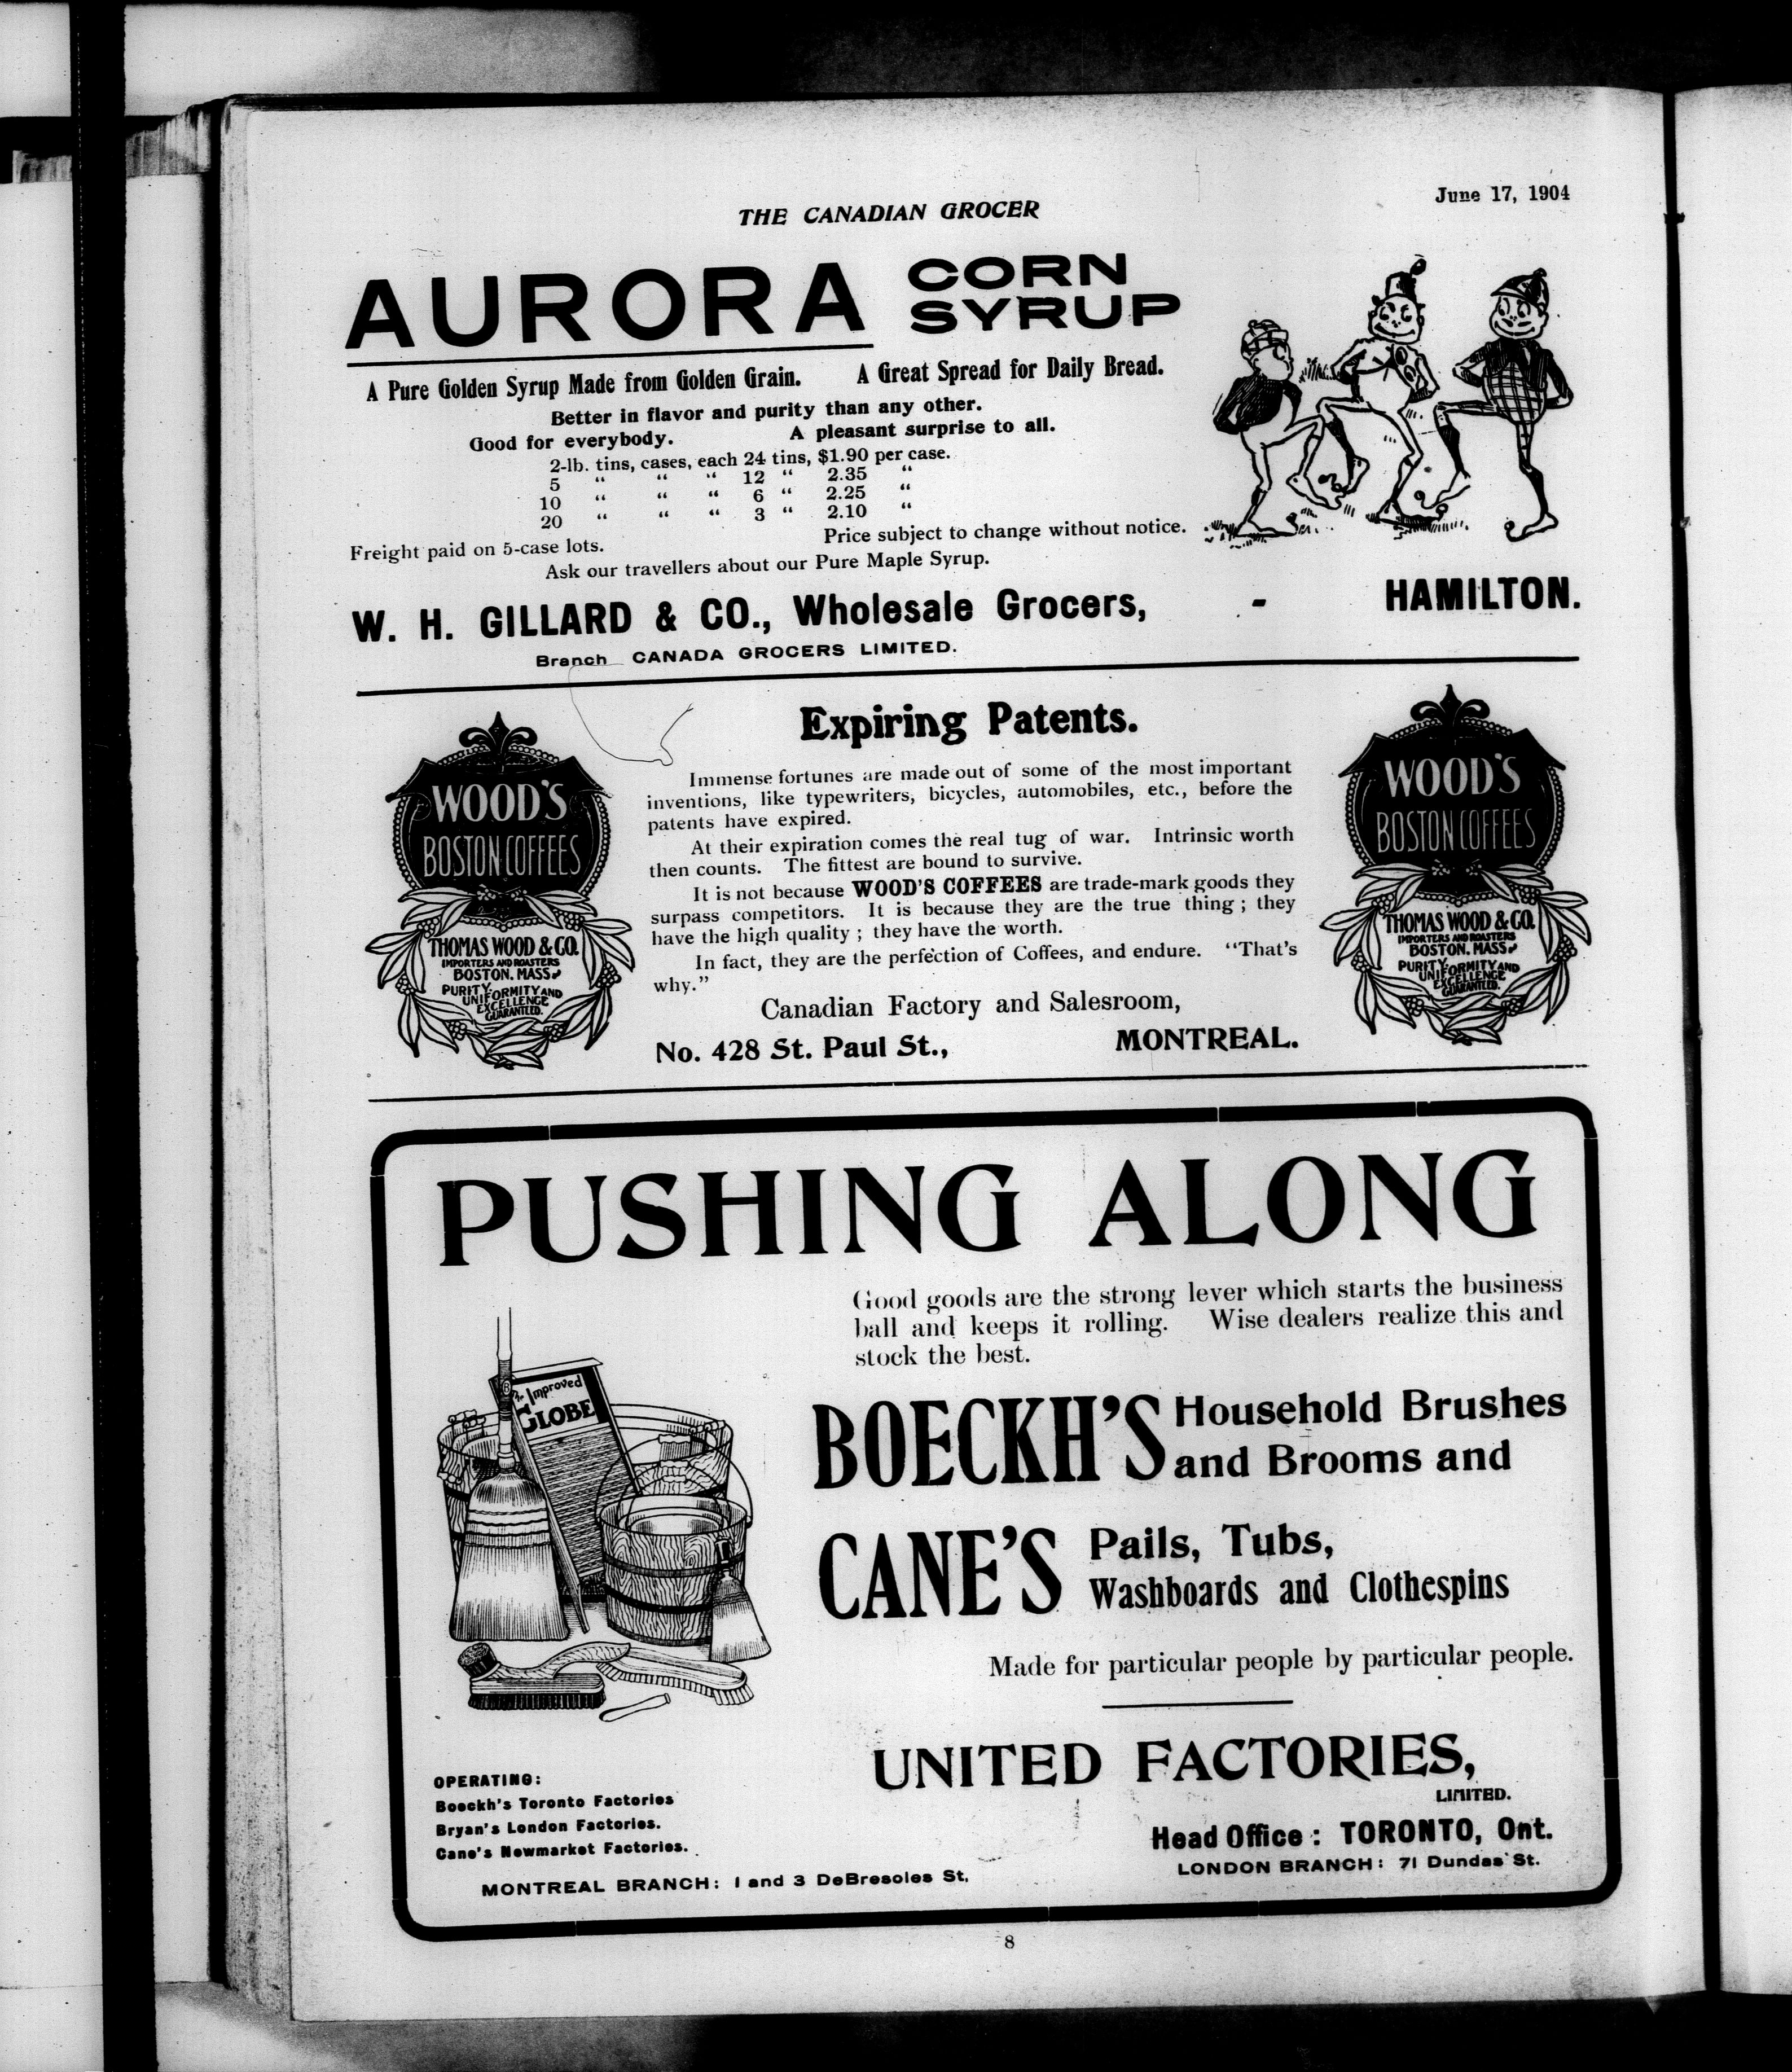 June 17, 1904
THE CANADIAN GROCER
AURORA CORN SYRUP
A Pure Golden Syrup Made from Golden Grain. A Great Spread for Daily Bread.
Better in flavor and purity than any other.
Good for everybody. A pleasant surprise to all.
2-lb. tins, cases, each 24 tins, $1.90 per case.
5 “ “ “ 12 “ 2.35 “
10 “ “ “ 6 “ 2.25 “
20 “ “ “ 3 “ 2.10 “
Freight paid on 5-case lots. Price subject to change without notice.
Ask our travellers about our Pure Maple Syrup.
W. H. GILLARD & CO., Wholesale Grocers, - HAMILTON.
Branch CANADA GROCERS LIMITED.
WOOD'S
BOSTON COFFEES
THOMAS WOOD & CO.
IMPORTERS AND ROASTERS
BOSTON. MASS.
PURITY
UNIFORMITY AND
EXCELLENCE
GUARANTEED.
Expiring Patents.
Immense fortunes are made out of some of the most important
inventions, like typewriters, bicycles, automobiles, etc., before the
patents have expired.
At their expiration comes the real tug of war. Intrinsic worth
then counts. The fittest are bound to survive.
It is not because WOOD'S COFFEES are trade-mark goods they
surpass competitors. It is because they are the true thing ; they
have the high quality ; they have the worth.
In fact, they are the perfection of Coffees, and endure. “That's
why.”
Canadian Factory and Salesroom,
No. 428 St. Paul St., MONTREAL.
WOOD'S
BOSTON COFFEES
THOMAS WOOD & CO.
IMPORTERS AND ROASTERS
BOSTON. MASS.
PURITY
UNIFORMITY AND
EXCELLENCE
GUARANTEED.
PUSHING ALONG
Good goods are the strong lever which starts the business
ball and keeps it rolling. Wise dealers realize this and
stock the best.
The Improved
GLOBE
BOECKH'S Household Brushes
and Brooms and
CANE'S Pails, Tubs,
Washboards and Clothespins
Made for particular people by particular people.
UNITED FACTORIES,
LIMITED.
OPERATING:
Boeckh's Toronto Factories
Bryan's London Factories.
Cane's Newmarket Factories.
Head Office : TORONTO, Ont.
LONDON BRANCH: 71 Dundas St.
MONTREAL BRANCH: 1 and 3 DeBresoles St.
8